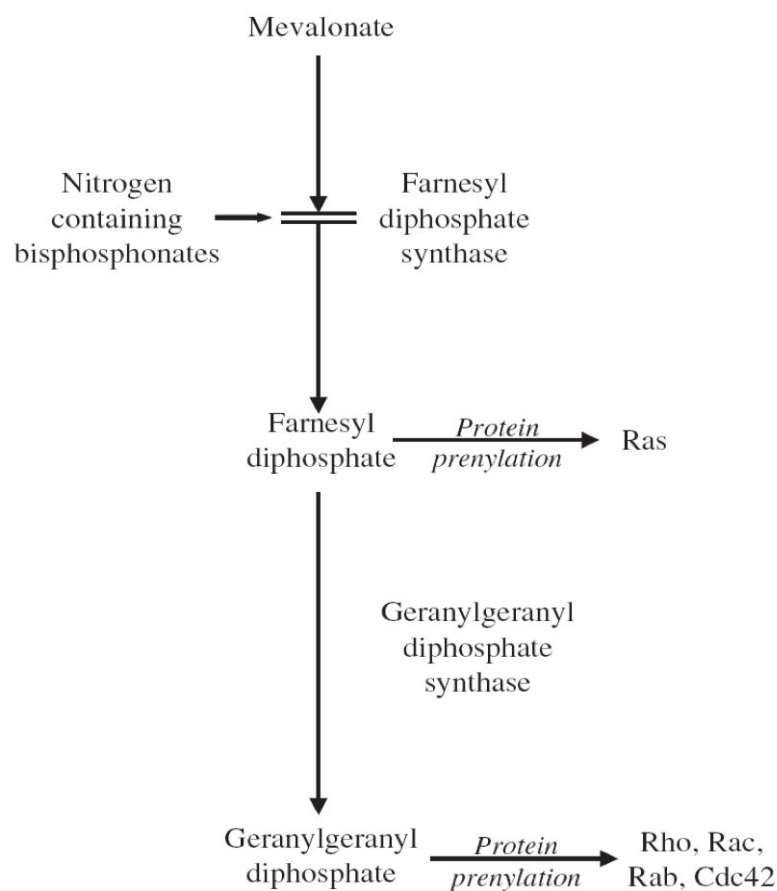 Mevalonate
Nitrogen
containing
bisphosphonates
Farnesyl
diphosphate
synthase
Farnesyl
diphosphate
Protein
prenylation
Ras
Geranylgeranyl
diphosphate
synthase
Geranylgeranyl
diphosphate
Protein
prenylation
Rho, Rac,
Rab, Cdc42